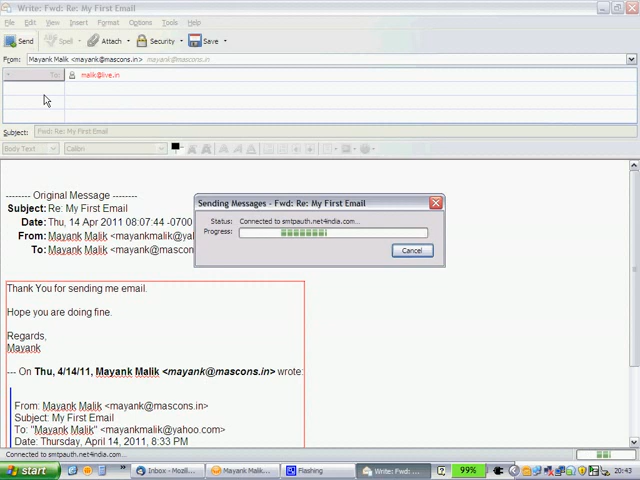 Write: Fwd: Re: My First Email
File Edit View Insert Format Options Tools Help
Send Spell Attach Security Save
From: Mayank Malik <mayank@mascons.in> mayank@mascons.in
To: malik@live.in
Subject: Fwd: Re: My First Email
Body Text Calibri
-------- Original Message --------
Subject: Re: My First Email
Date: Thu, 14 Apr 2011 08:07:44 -0700
From: Mayank Malik <mayankmalik@yal
To: Mayank Malik <mayank@mascon
Sending Messages - Fwd: Re: My First Email
Status: Connected to smtpauth.net4india.com...
Progress:
Cancel
Thank You for sending me email.
Hope you are doing fine.
Regards,
Mayank
--- On Thu, 4/14/11, Mayank Malik <mayank@mascons.in> wrote:
From: Mayank Malik <mayank@mascons.in>
Subject: My First Email
To: "Mayank Malik" <mayankmalik@yahoo.com>
Date: Thursday, April 14, 2011, 8:33 PM
Connected to smtpauth.net4india.com...
start Inbox - Mozil... Mayank Malik... Flashing Write: Fwd: ... 99% 20:43